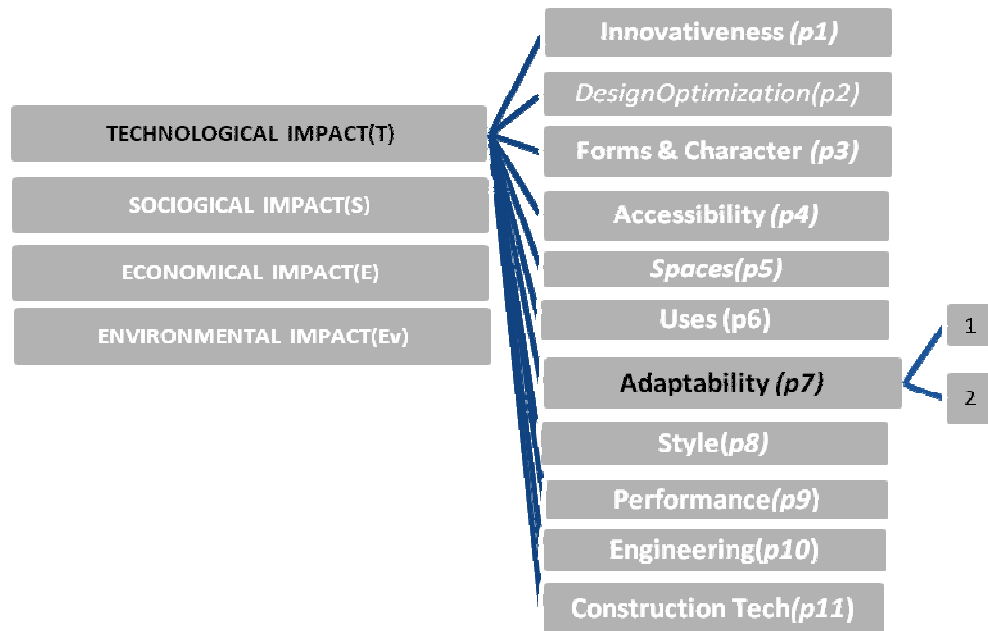 TECHNOLOGICAL IMPACT(T)
SOCIOGICAL IMPACT(S)
ECONOMICAL IMPACT(E)
ENVIRONMENTAL IMPACT(Ev)
Innovativeness (p1)
DesignOptimization(p2)
Forms & Character (p3)
Accessibility (p4)
Spaces(p5)
Uses (p6)
Adaptability (p7)
Style(p8)
Performance(p9)
Engineering(p10)
Construction Tech(p11)
1
2